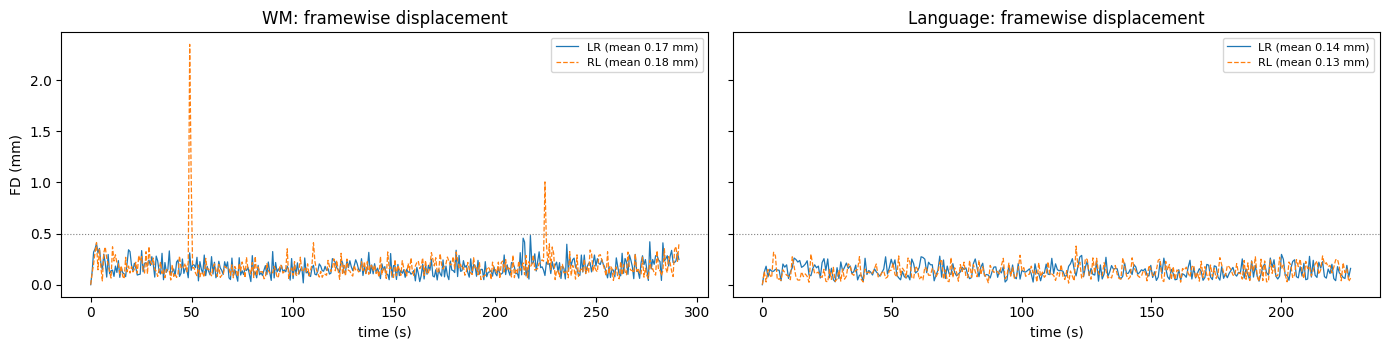 WM: framewise displacement
FD (mm)
2.0
1.5
1.0
0.5
0.0
LR (mean 0.17 mm)
RL (mean 0.18 mm)
0 50 100 150 200 250 300
time (s)
Language: framewise displacement
LR (mean 0.14 mm)
RL (mean 0.13 mm)
0 50 100 150 200
time (s)